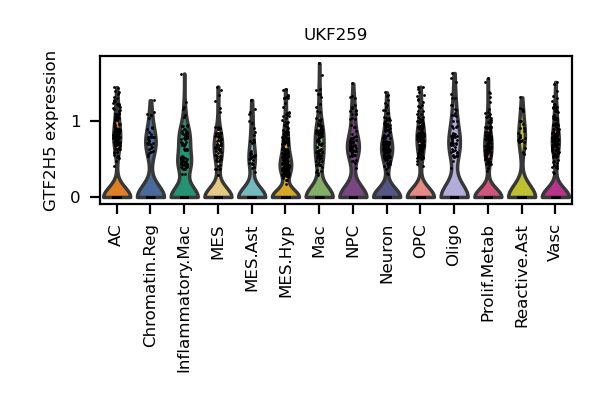 UKF259
GTF2H5 expression
1
0
AC
Chromatin.Reg
Inflammatory.Mac
MES
MES.Ast
MES.Hyp
Mac
NPC
Neuron
OPC
Oligo
Prolif.Metab
Reactive.Ast
Vasc